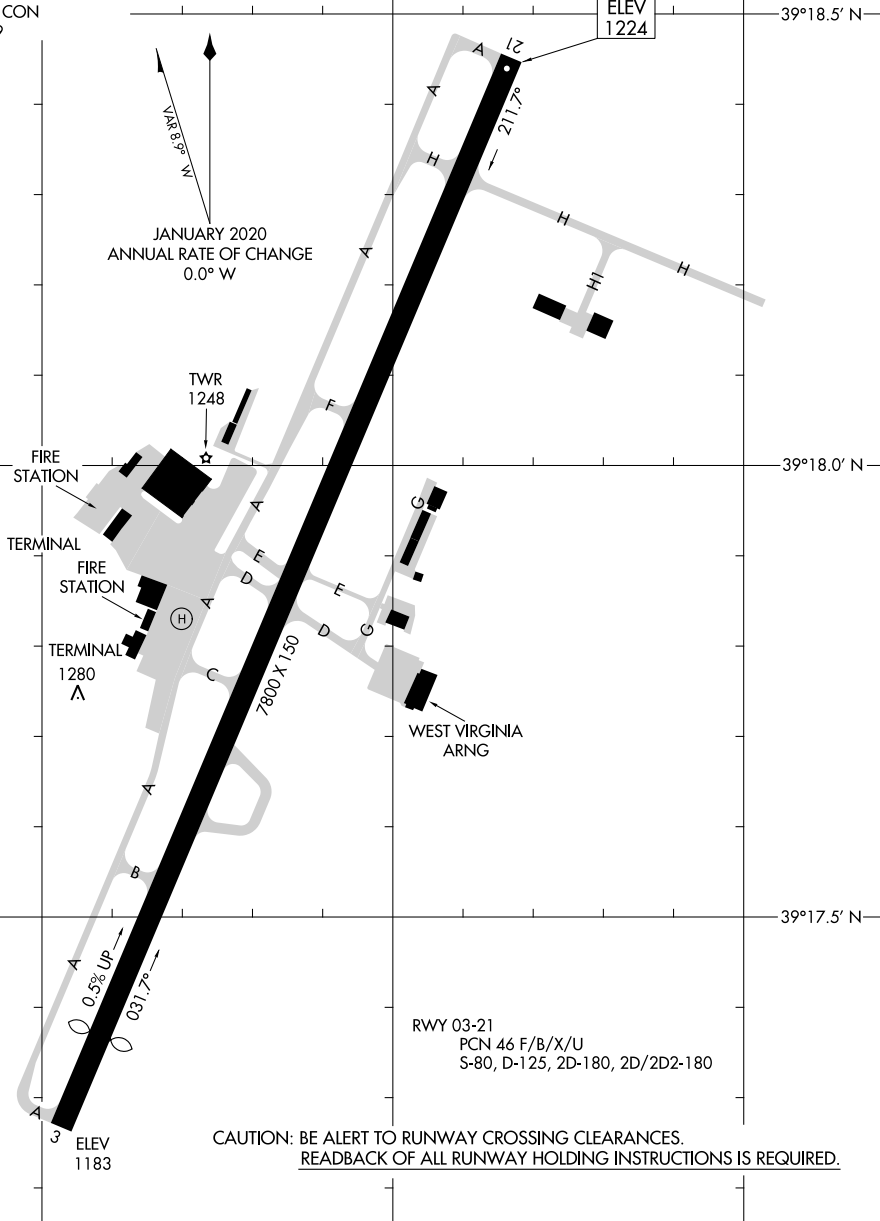 CON
ELEV
1224
39°18.5' N
A
21
A
211.7°
VAR 8.9° W
H
H
JANUARY 2020
ANNUAL RATE OF CHANGE
0.0° W
A
H
H1
TWR
1248
F
FIRE
STATION
39°18.0' N
A
G
TERMINAL
E
FIRE
STATION
D
E
A
H
D
G
TERMINAL
7800 X 150
1280
C
WEST VIRGINIA
ARNG
A
B
39°17.5' N
A
0.5% UP
031.7°
RWY 03-21
PCN 46 F/B/X/U
S-80, D-125, 2D-180, 2D/2D2-180
A
3
ELEV
1183
CAUTION: BE ALERT TO RUNWAY CROSSING CLEARANCES.
READBACK OF ALL RUNWAY HOLDING INSTRUCTIONS IS REQUIRED.